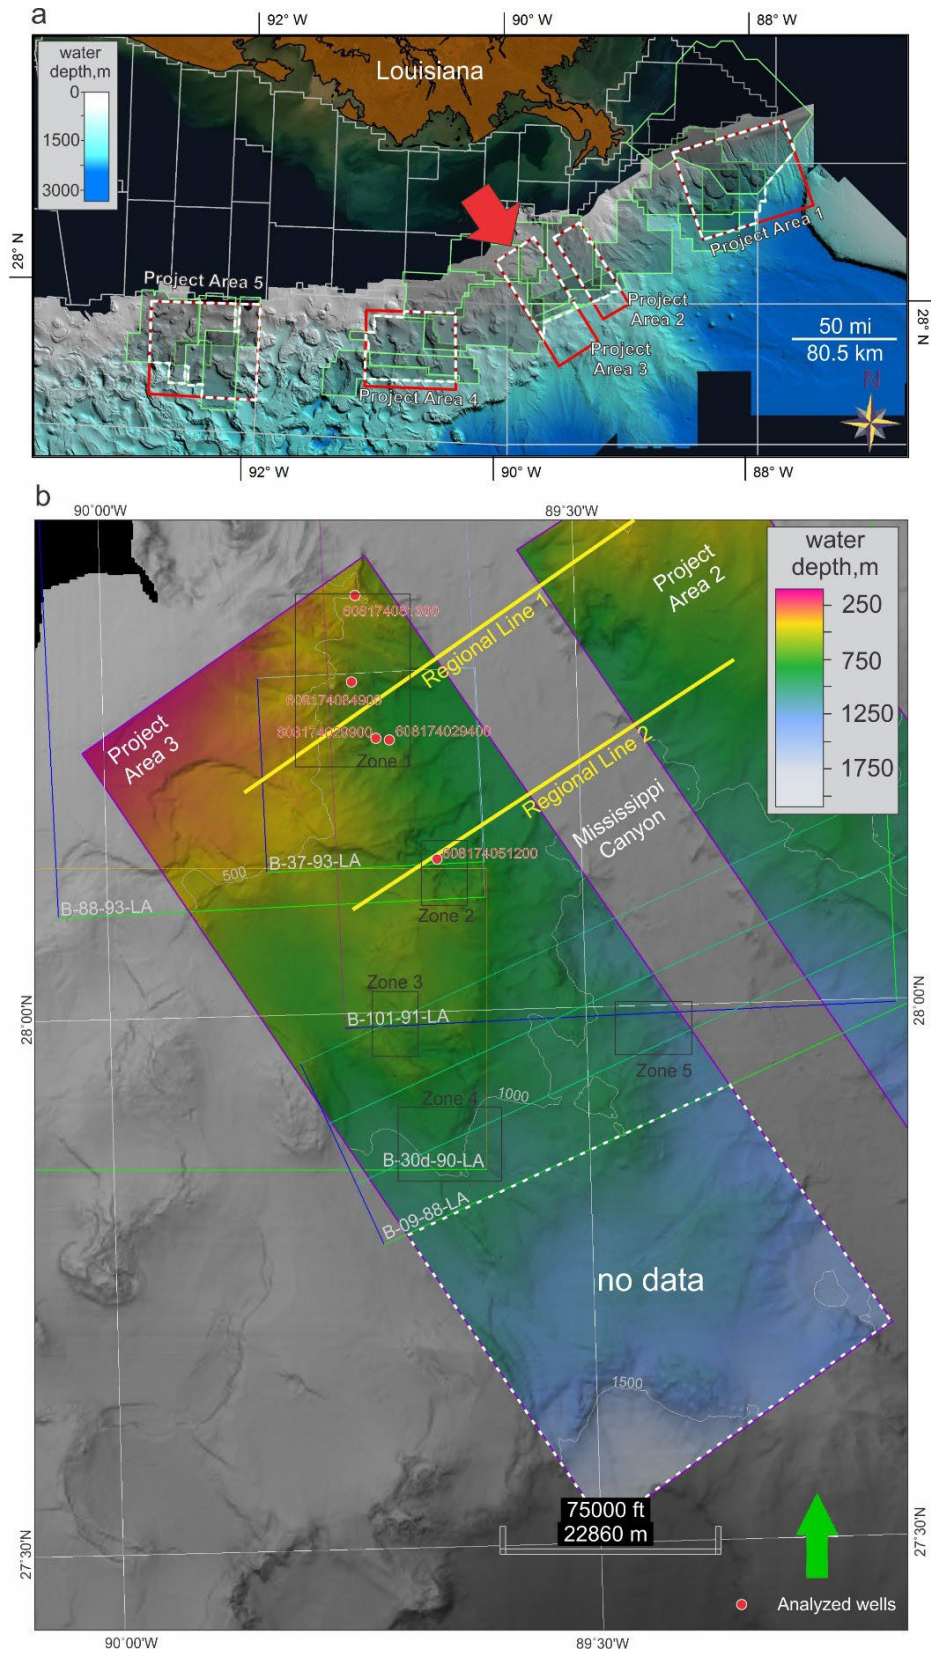 a
92° W
90° W
88° W
water
depth,m
0
1500
3000
Louisiana
28° N
28° N
Project Area 5
Project Area 4
Project
Area 3
Project
Area 2
Project Area 1
50 mi
80.5 km
N
92° W
90° W
88° W
b
90°00'W
89°30'W
water
depth,m
250
750
1250
1750
Project
Area 2
Project
Area 3
608174081300
608174084900
608174029900
608174029400
Zone 1
Regional Line 1
Regional Line 2
Mississippi
Canyon
B-37-93-LA
500
B-88-93-LA
608174051200
Zone 2
Zone 3
B-101-91-LA
28°00'N
28°00'N
Zone 5
1000
Zone 4
B-30d-90-LA
B-09-88-LA
no data
1500
75000 ft
22860 m
27°30'N
27°30'N
Analyzed wells
90°00'W
89°30'W